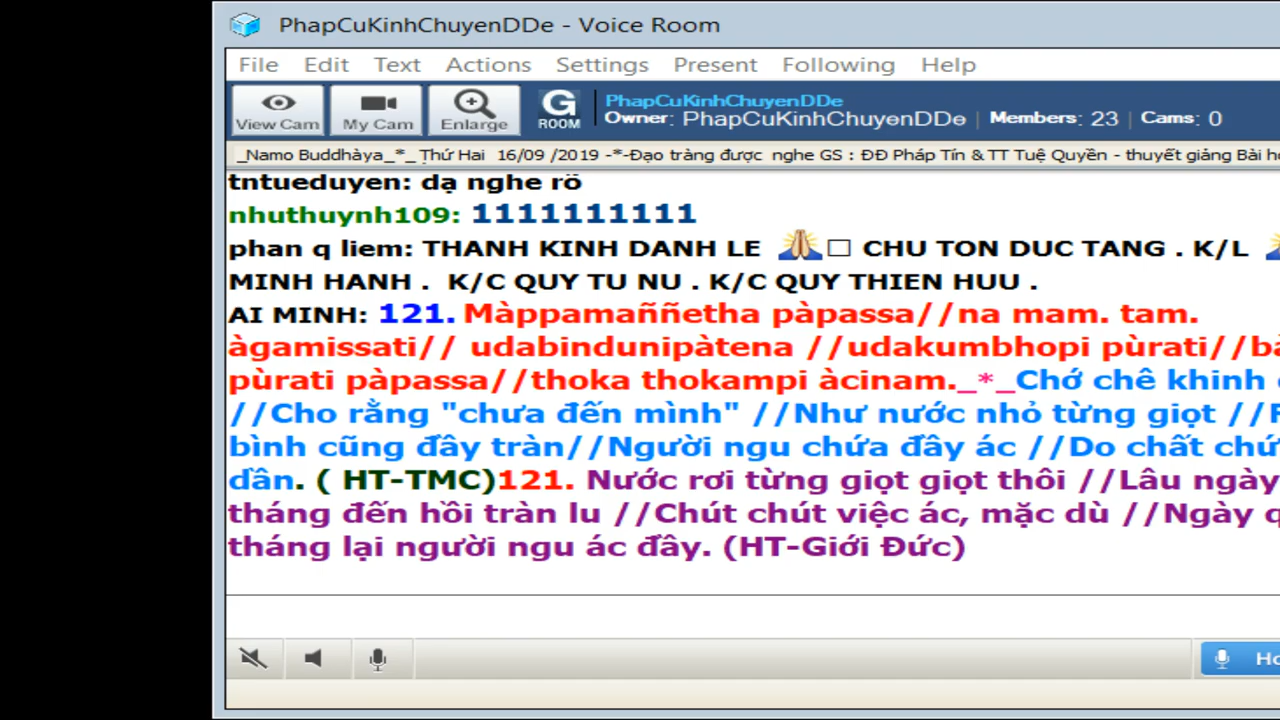 PhapCuKinhChuyenDDe - Voice Room
File Edit Text Actions Settings Present Following Help
View Cam My Cam Enlarge G ROOM PhapCuKinhChuyenDDe
Owner: PhapCuKinhChuyenDDe | Members: 23 | Cams: 0
_Namo Buddhàya_*_ Thứ Hai 16/09 /2019 -*-Đạo tràng được nghe GS : ĐĐ Pháp Tín & TT Tuệ Quyền - thuyết giảng Bài
tntueduyen: dạ nghe rõ
nhuthuynh109: 1111111111
phan q liem: THANH KINH DANH LE 🙏□ CHU TON DUC TANG . K/L
MINH HANH . K/C QUY TU NU . K/C QUY THIEN HUU .
AI MINH: 121. Màppamaññetha pàpassa//na mam. tam.
àgamissati// udabindunipàtena //udakumbhopi pùrati//
pùrati pàpassa//thoka thokampi àcinam._*_Chớ chê khinh
//Cho rằng "chưa đến mình" //Như nước nhỏ từng giọt //
bình cũng đầy tràn//Người ngu chứa đầy ác //Do chất chứ
dần. ( HT-TMC)121. Nước rơi từng giọt giọt thôi //Lâu ngày
tháng đến hồi tràn lu //Chút chút việc ác, mặc dù //Ngày
tháng lại người ngu ác đầy. (HT-Giới Đức)